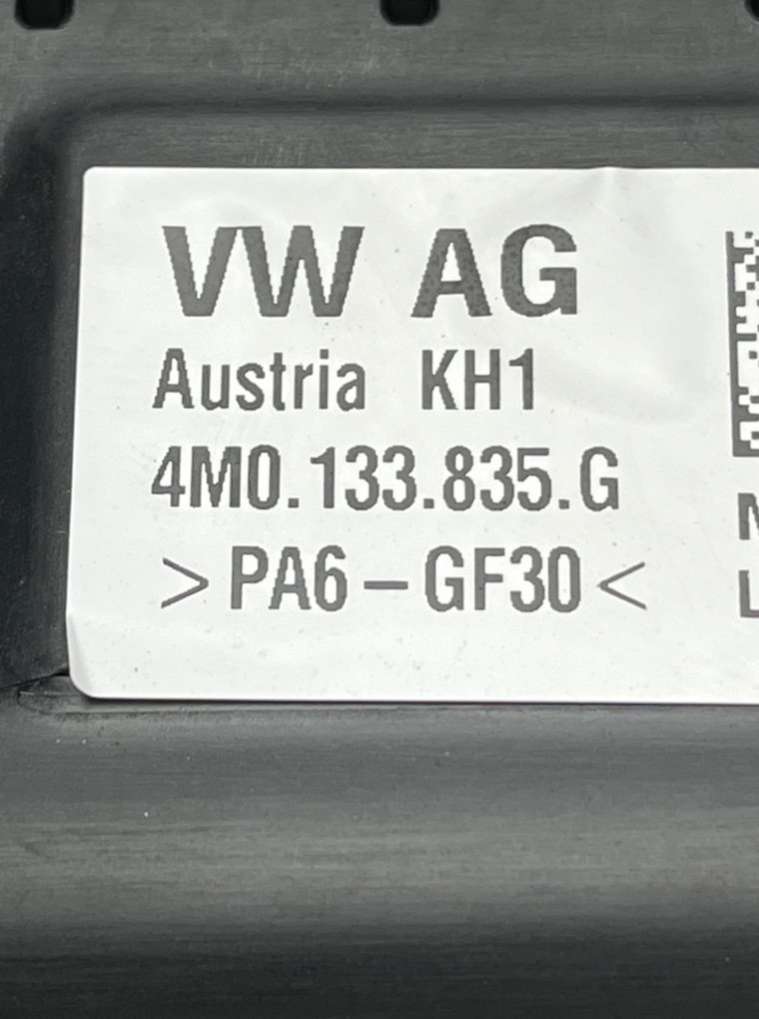 VW AG
Austria KH1
4M0.133.835.G
>PA6-GF30<